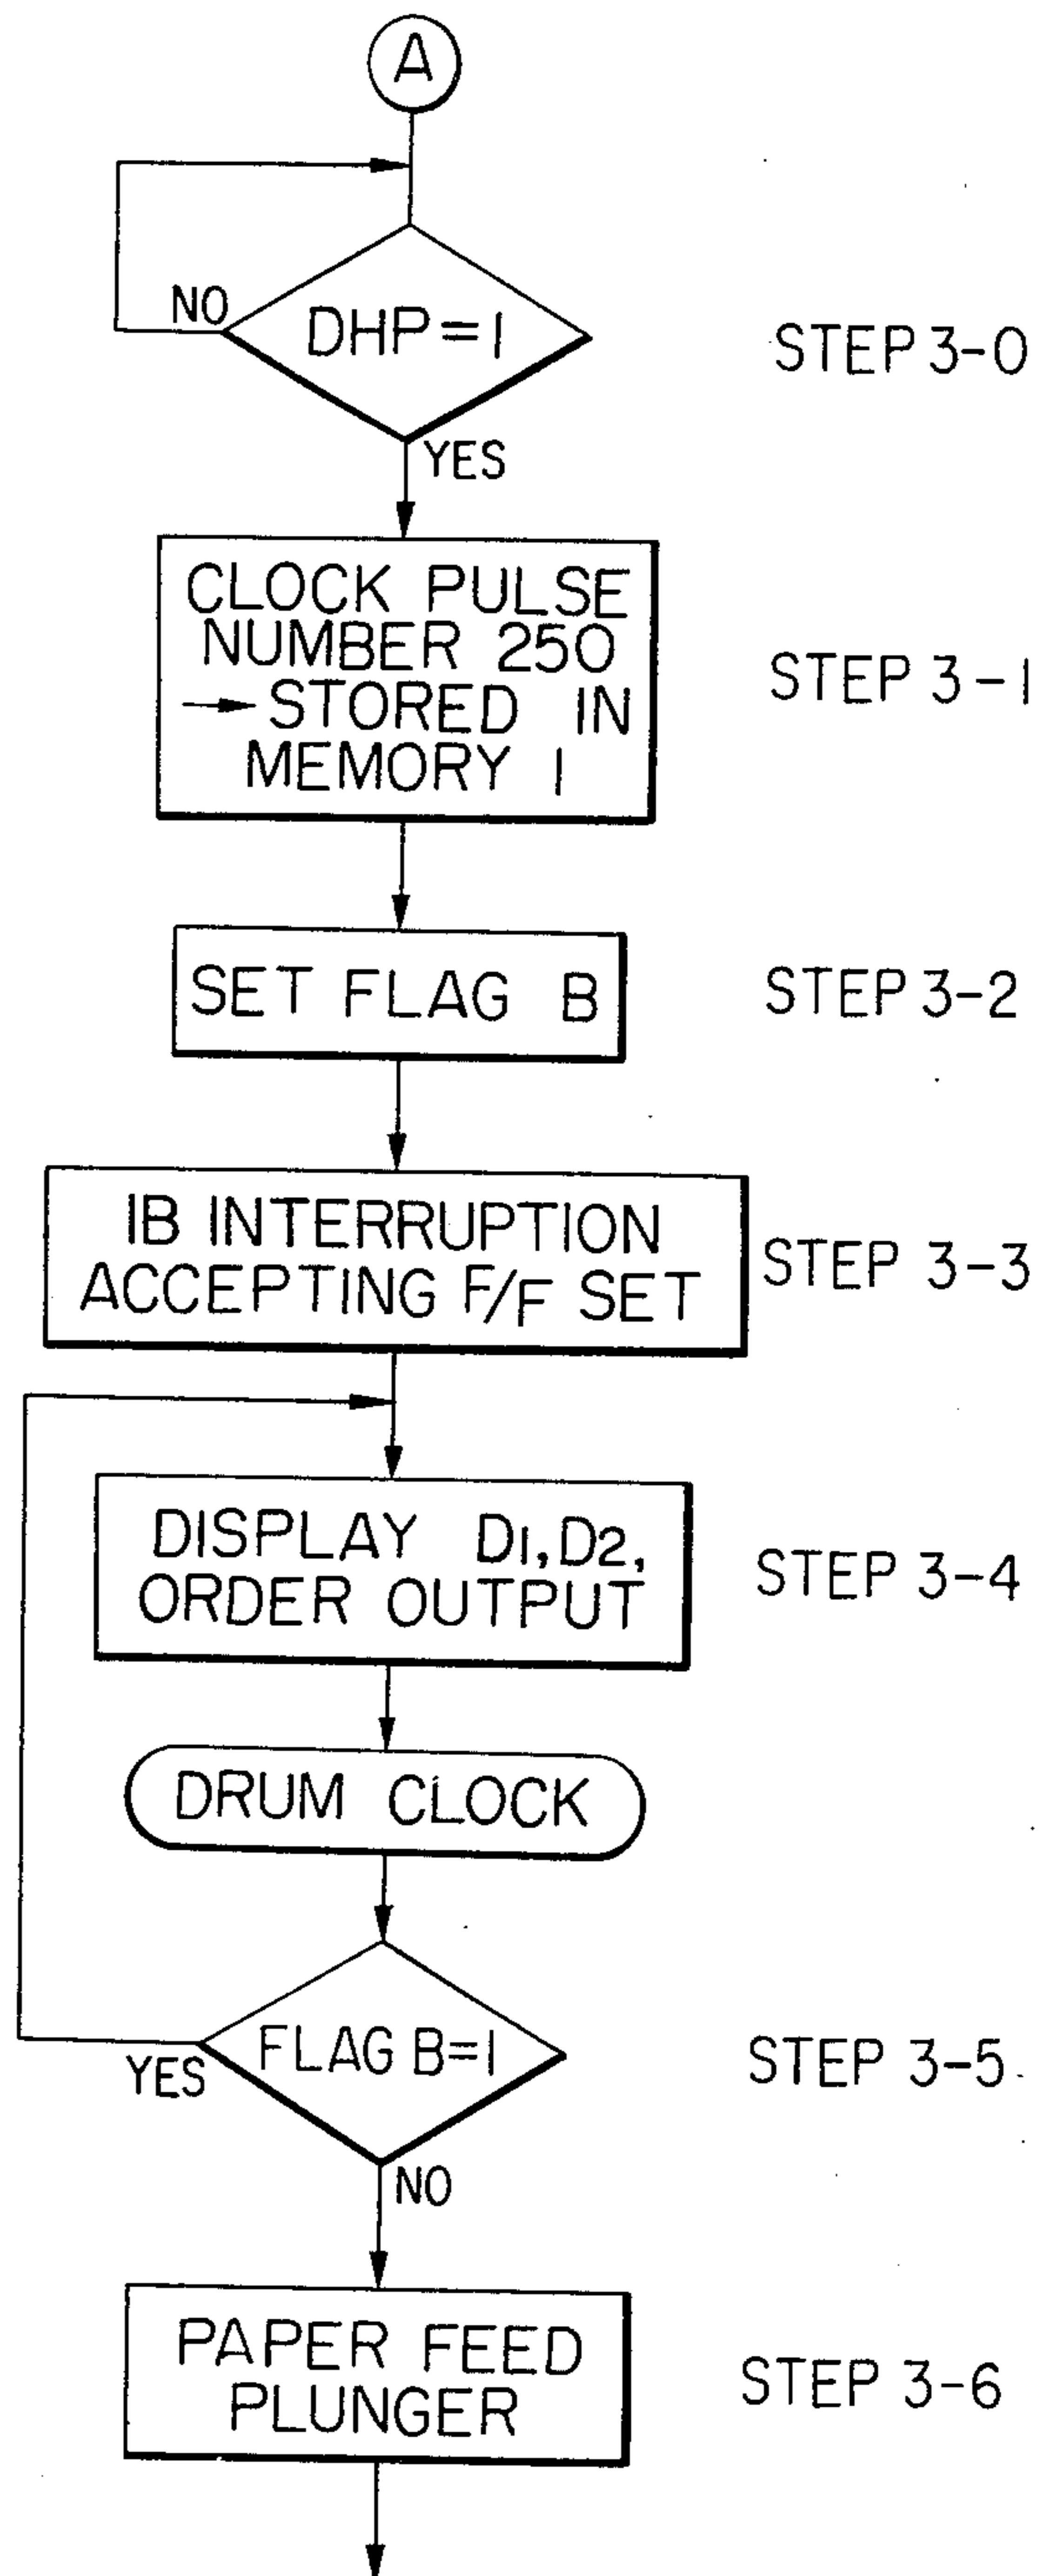 A
NO
DHP=1
STEP 3-0
YES
CLOCK PULSE
NUMBER 250
→ STORED IN
MEMORY 1
STEP 3-1
SET FLAG B
STEP 3-2
IB INTERRUPTION
ACCEPTING F/F SET
STEP 3-3
DISPLAY D1, D2,
ORDER OUTPUT
STEP 3-4
DRUM CLOCK
FLAG B=1
YES
STEP 3-5
NO
PAPER FEED
PLUNGER
STEP 3-6